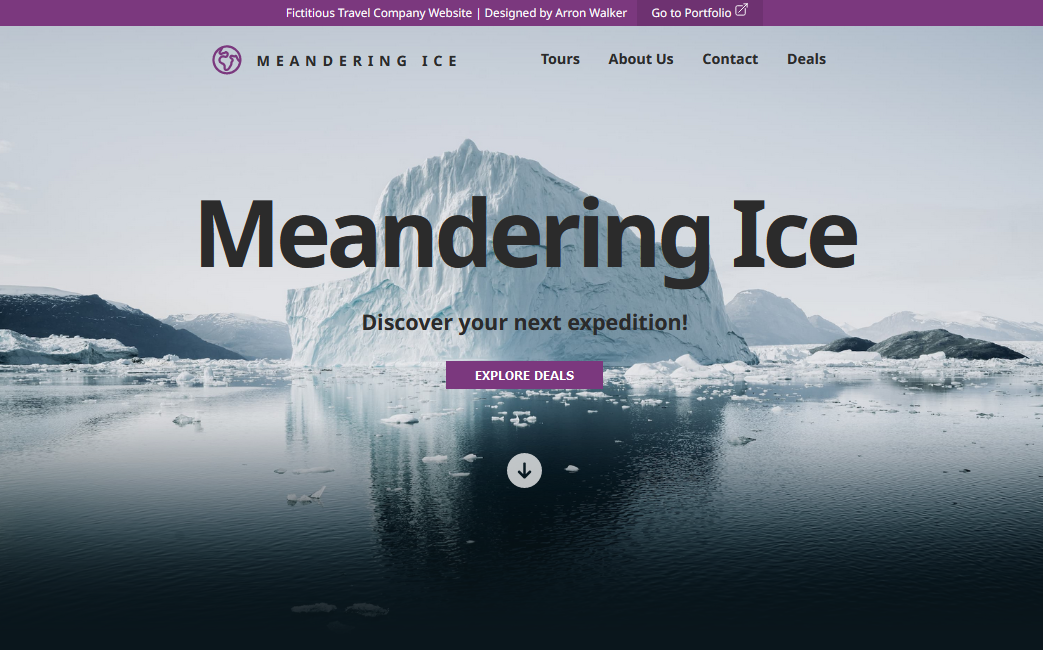 Fictitious Travel Company Website | Designed by Arron Walker Go to Portfolio
MEANDERING ICE Tours About Us Contact Deals
Meandering Ice
Discover your next expedition!
EXPLORE DEALS